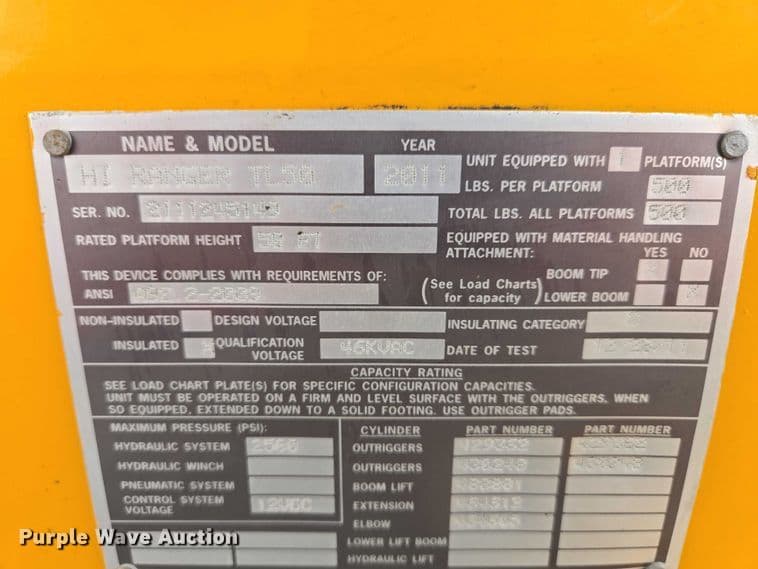 NAME & MODEL YEAR
HI RANGER TL50 2011
UNIT EQUIPPED WITH 1 PLATFORM(S)
LBS. PER PLATFORM 500
SER. NO.
TOTAL LBS. ALL PLATFORMS 500
RATED PLATFORM HEIGHT
EQUIPPED WITH MATERIAL HANDLING
ATTACHMENT: YES NO
THIS DEVICE COMPLIES WITH REQUIREMENTS OF:
ANSI
(See Load Charts for capacity)
BOOM TIP
LOWER BOOM
NON-INSULATED DESIGN VOLTAGE INSULATING CATEGORY
INSULATED QUALIFICATION VOLTAGE 46KVAC DATE OF TEST
CAPACITY RATING
SEE LOAD CHART PLATE(S) FOR SPECIFIC CONFIGURATION CAPACITIES.
UNIT MUST BE OPERATED ON A FIRM AND LEVEL SURFACE WITH THE OUTRIGGERS, WHEN
SO EQUIPPED, EXTENDED DOWN TO A SOLID FOOTING. USE OUTRIGGER PADS.
MAXIMUM PRESSURE (PSI):
HYDRAULIC SYSTEM
HYDRAULIC WINCH
PNEUMATIC SYSTEM
CONTROL SYSTEM
VOLTAGE 12VDC
CYLINDER PART NUMBER PART NUMBER
OUTRIGGERS
OUTRIGGERS
BOOM LIFT
EXTENSION
ELBOW
LOWER LIFT BOOM
HYDRAULIC LIFT
Purple Wave Auction